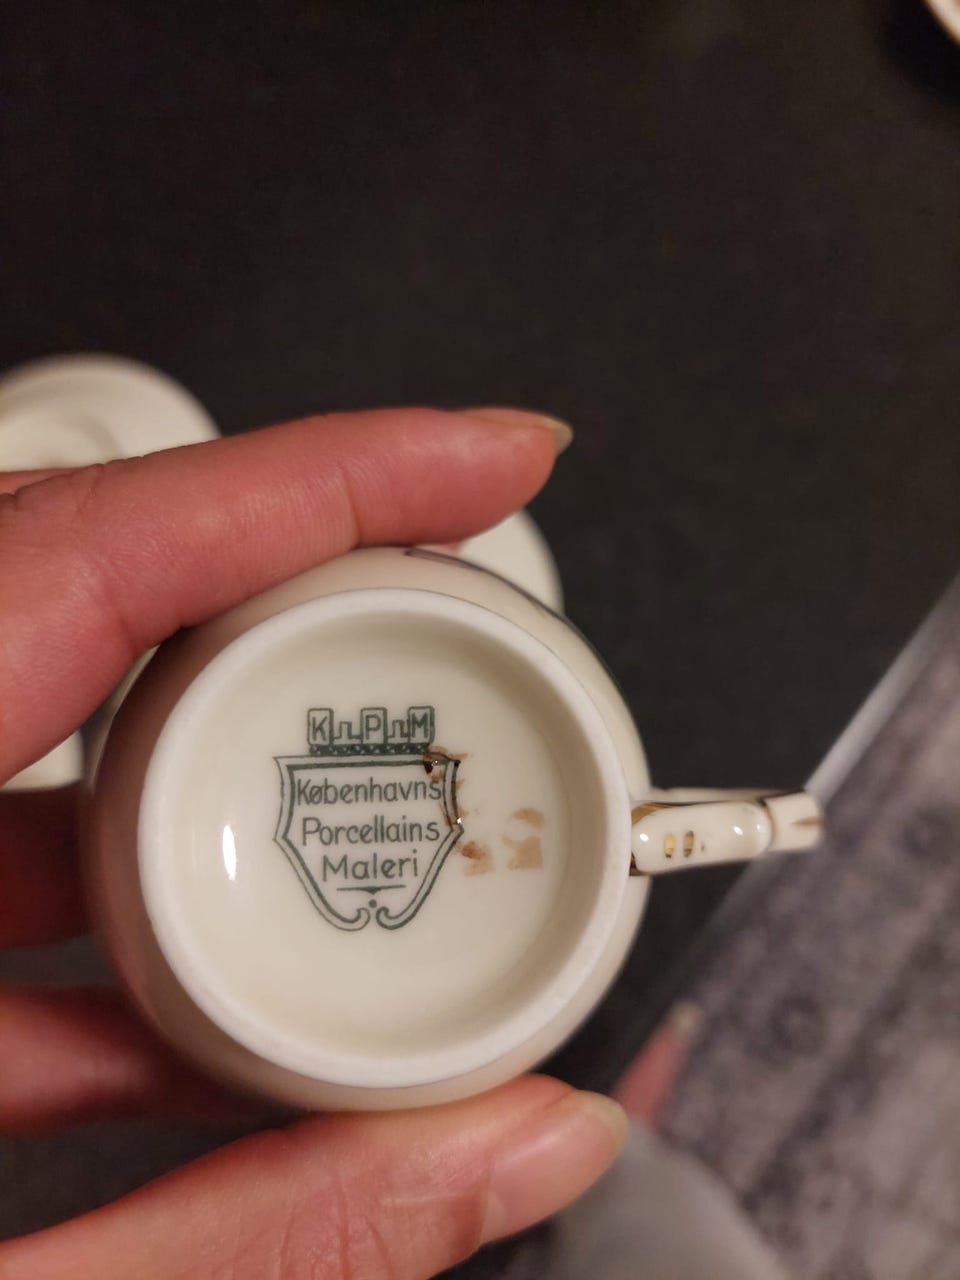 KPM
Københavns
Porcellains
Maleri